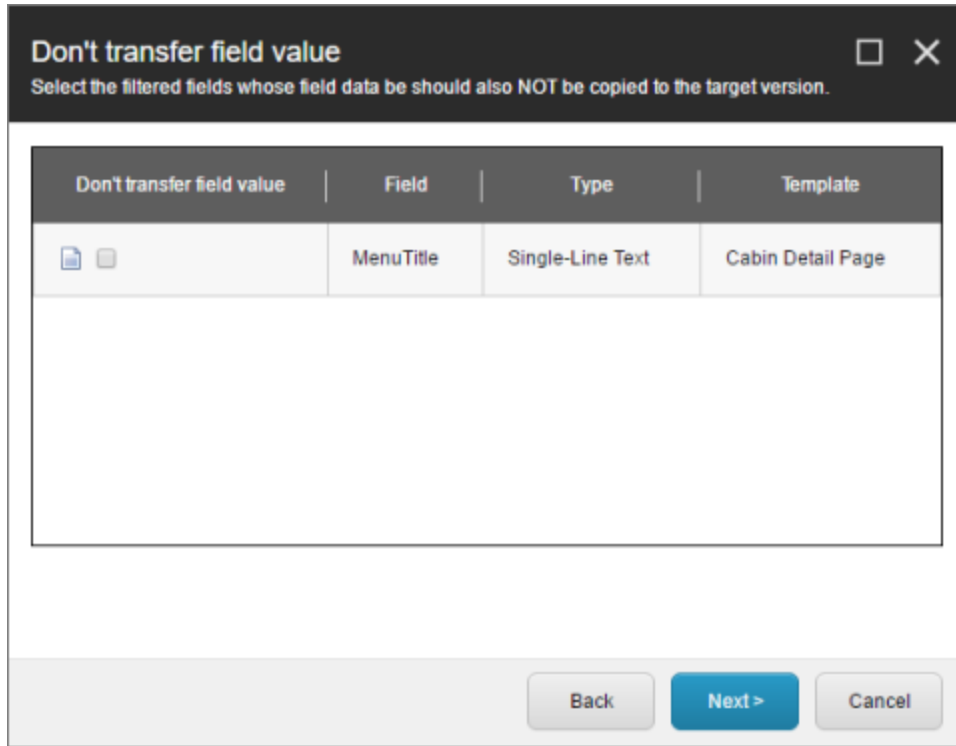 Don't transfer field value
Select the filtered fields whose field data be should also NOT be copied to the target version.
Don't transfer field value Field Type Template
MenuTitle Single-Line Text Cabin Detail Page
Back Next > Cancel